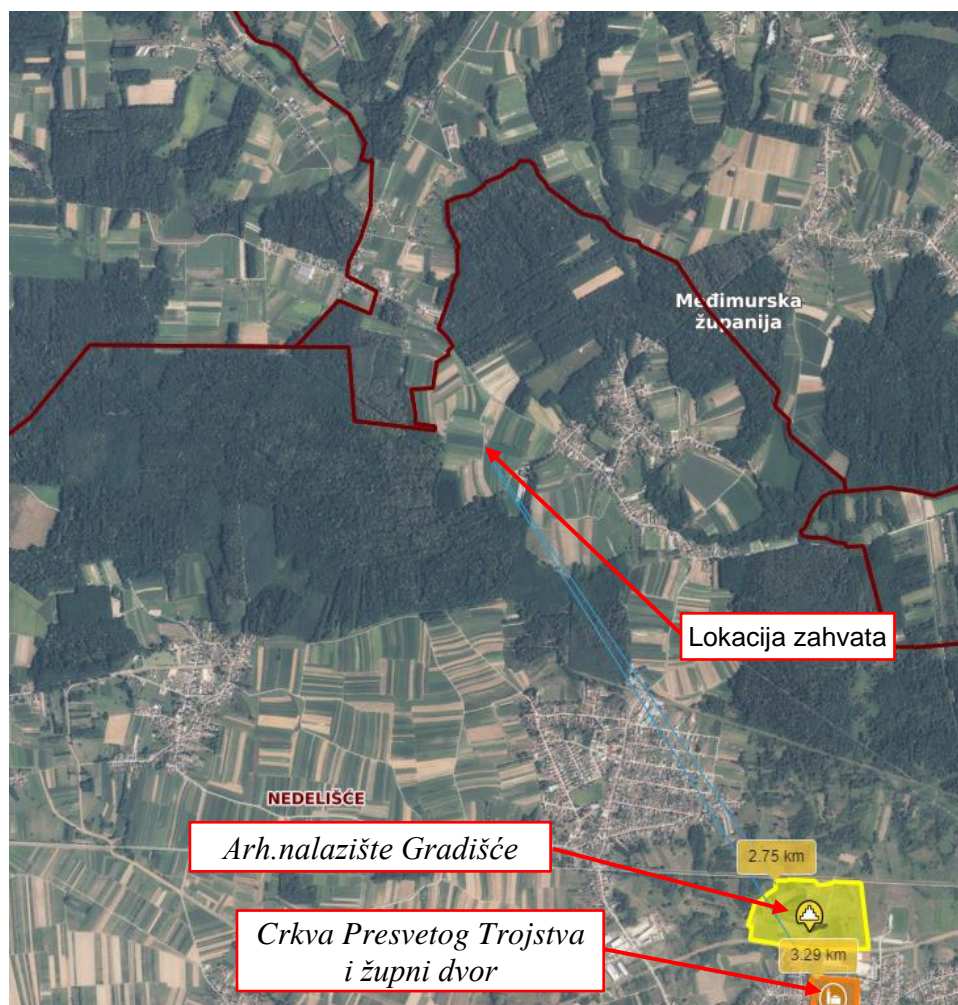 Međimurska
županija
Lokacija zahvata
NEDELIŠĆE
Arh.nalazište Gradišće
2.75 km
Crkva Presvetog Trojstva
i župni dvor
3.29 km